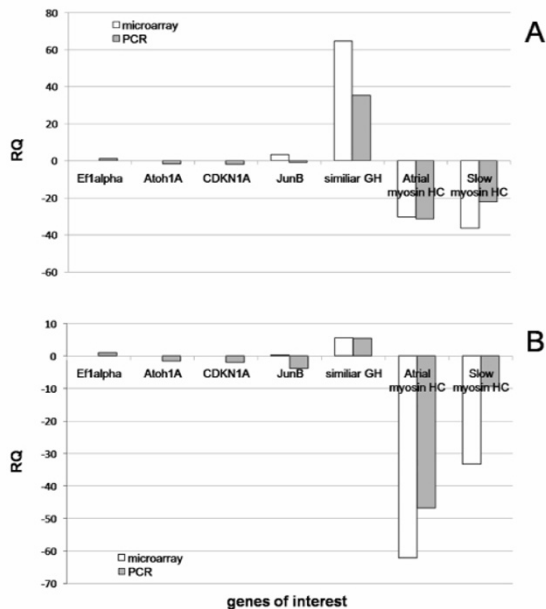 A
microarray
PCR
80
60
40
20
0
-20
-40
-60
RQ
Ef1alpha Atoh1A CDKN1A JunB similiar GH Atrial myosin HC Slow myosin HC
B
10
0
-10
-20
-30
-40
-50
-60
-70
RQ
Ef1alpha Atoh1A CDKN1A JunB similiar GH Atrial myosin HC Slow myosin HC
microarray
PCR
genes of interest